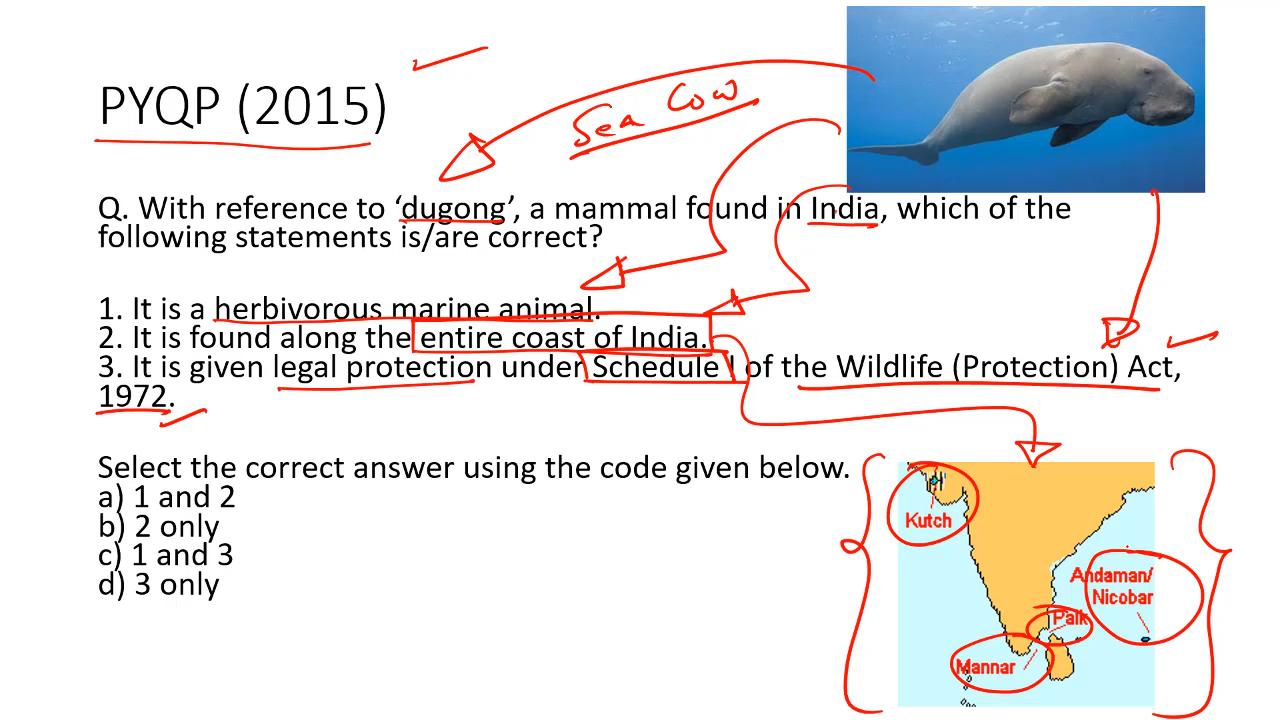 PYQP (2015)
Sea Cow
Q. With reference to ‘dugong’, a mammal found in India, which of the
following statements is/are correct?
1. It is a herbivorous marine animal.
2. It is found along the entire coast of India.
3. It is given legal protection under Schedule I of the Wildlife (Protection) Act,
1972.
Select the correct answer using the code given below.
a) 1 and 2
b) 2 only
c) 1 and 3
d) 3 only
Kutch
Andaman/
Nicobar
Palk
Mannar